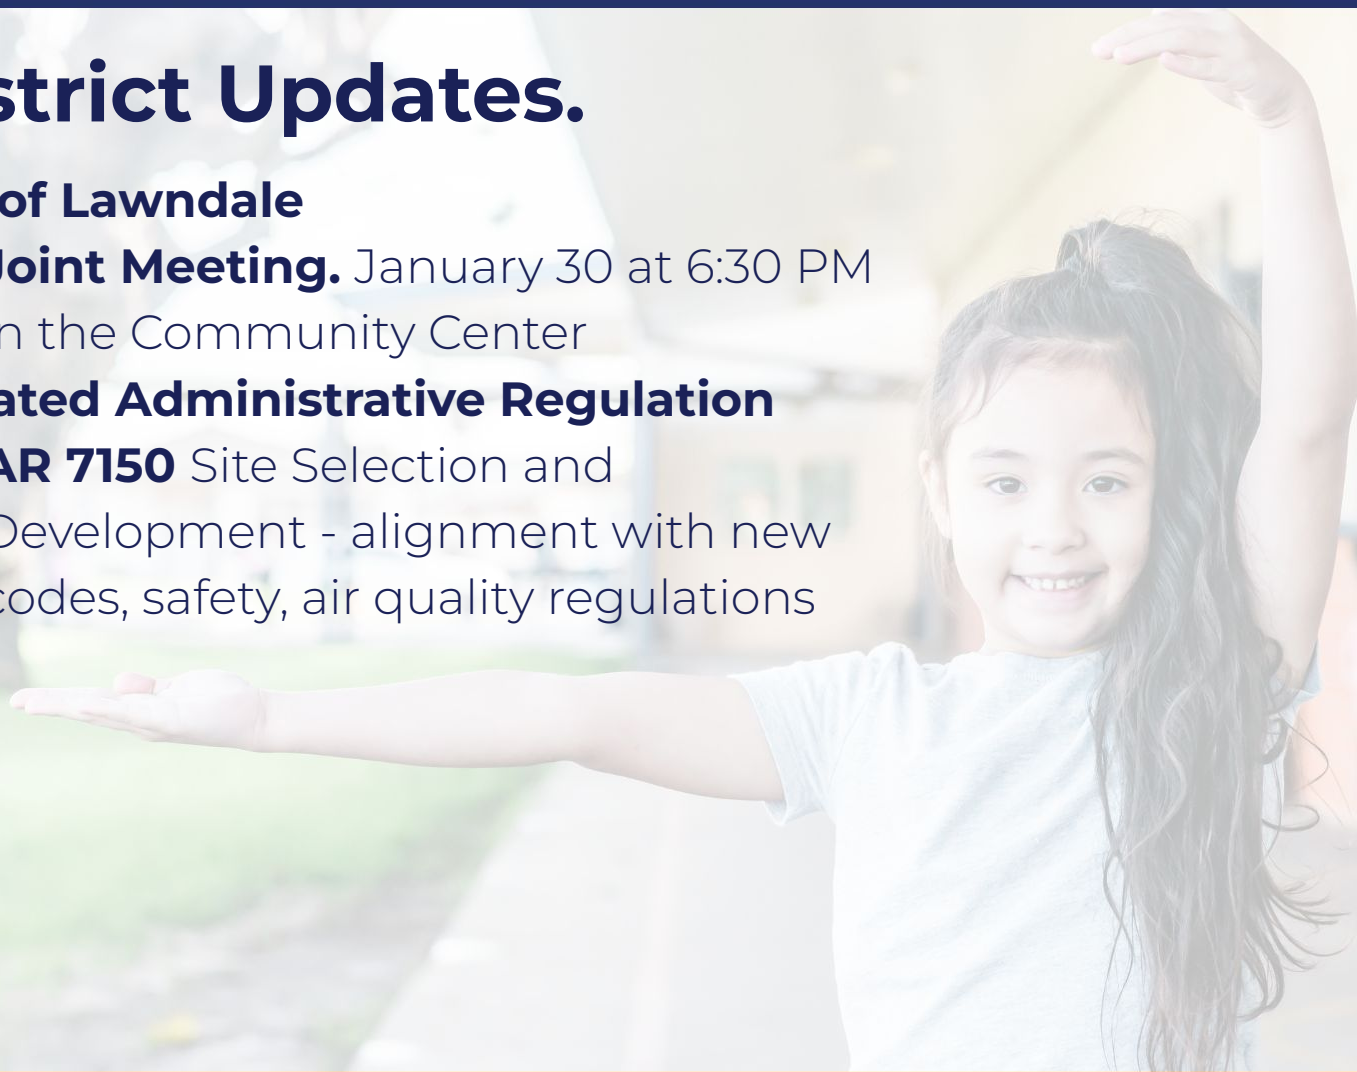 strict Updates.
of Lawndale
Joint Meeting. January 30 at 6:30 PM
n the Community Center
ated Administrative Regulation
AR 7150 Site Selection and
Development - alignment with new
codes, safety, air quality regulations